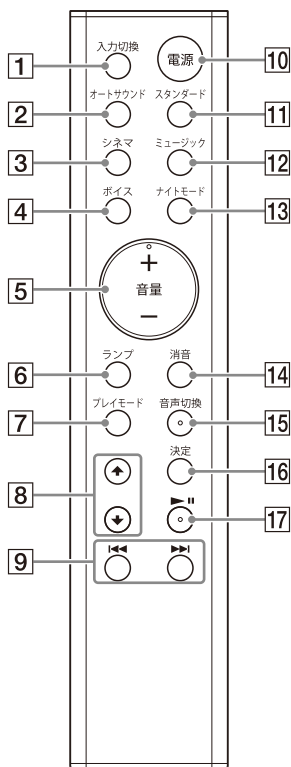 入力切換
電源
1
10
オートサウンド
スタンダード
2
11
シネマ
ミュージック
3
12
ボイス
ナイトモード
4
13
+
音量
−
5
ランプ
消音
6
14
プレイモード
音声切換
7
15
決定
8
16
17
9